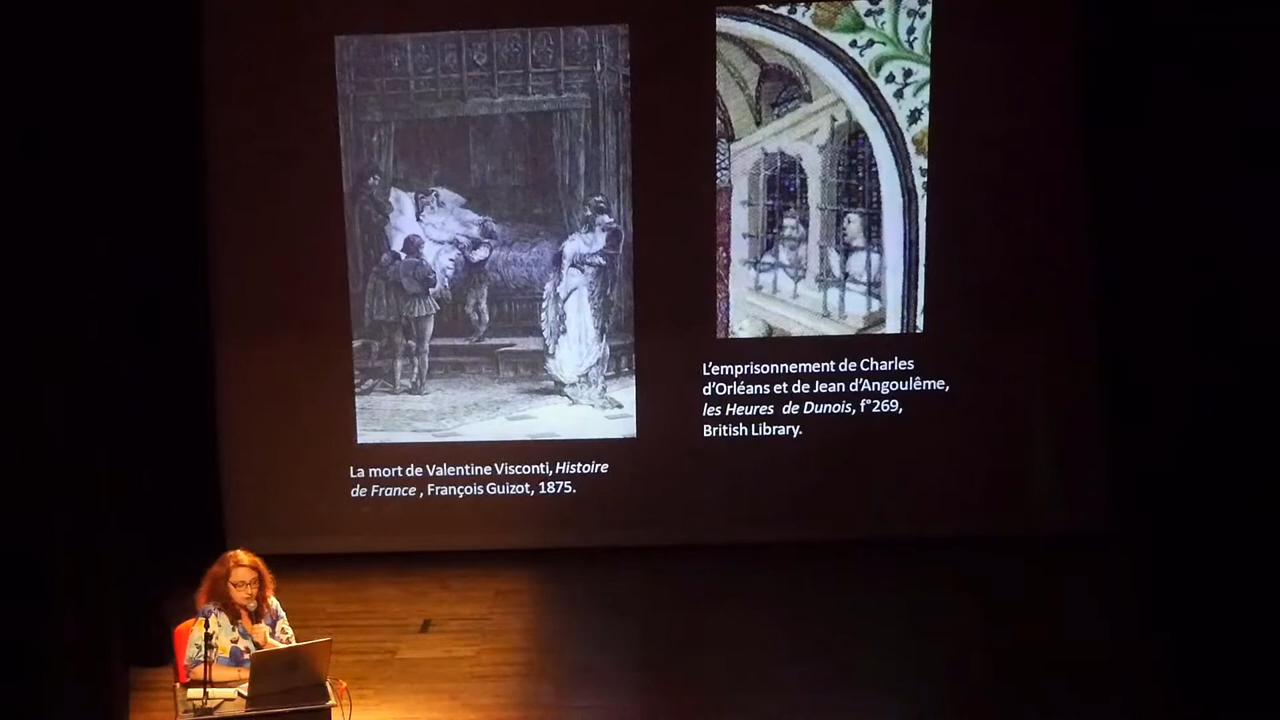 La mort de Valentine Visconti, Histoire
de France , François Guizot, 1875.
L'emprisonnement de Charles
d'Orléans et de Jean d'Angoulême,
les Heures de Dunois, f°269,
British Library.